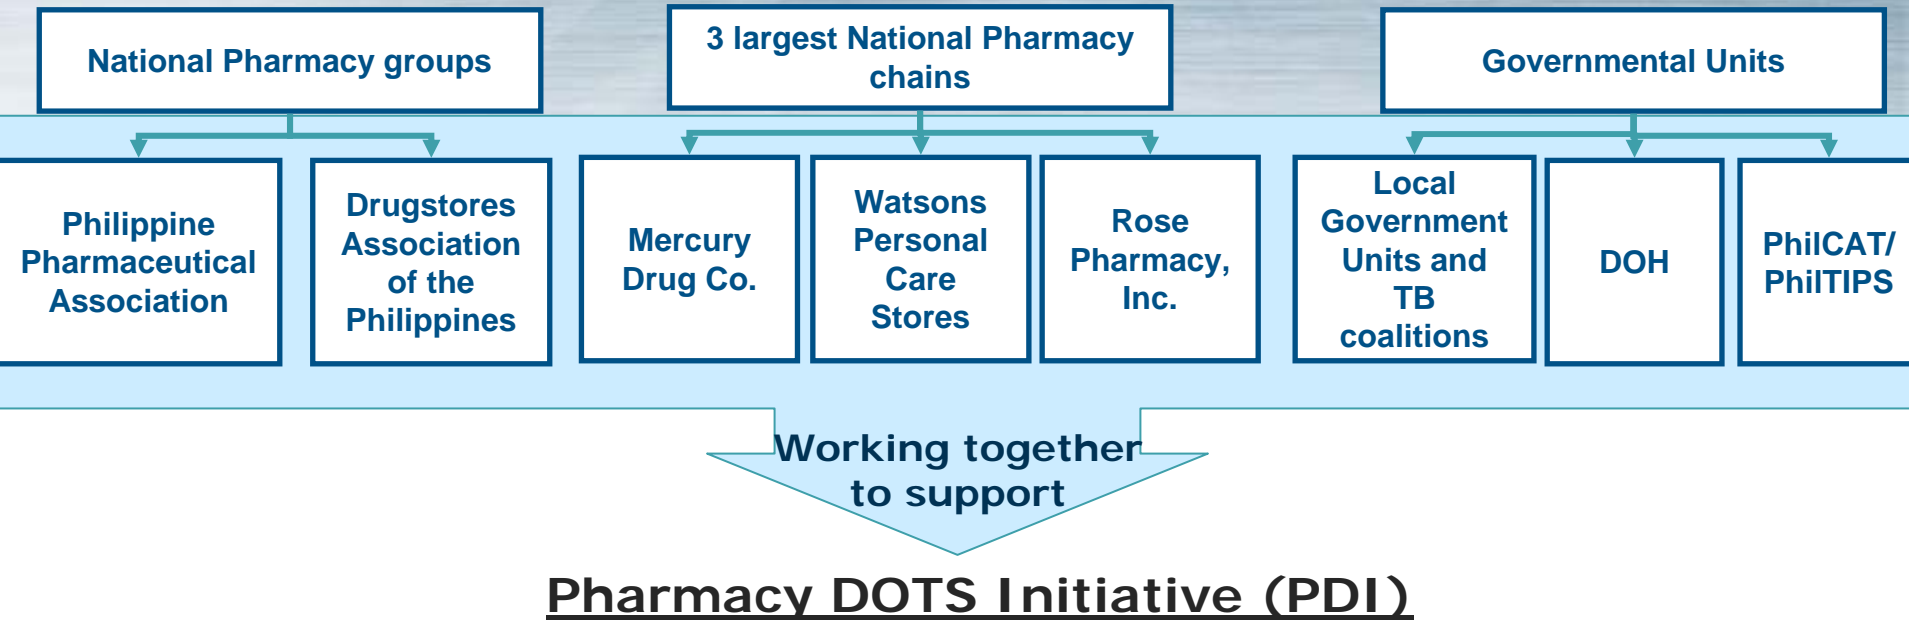 National Pharmacy groups
3 largest National Pharmacy
chains
Governmental Units
Philippine
Pharmaceutical
Association
Drugstores
Association
of the
Philippines
Mercury
Drug Co.
Watsons
Personal
Care
Stores
Rose
Pharmacy,
Inc.
Local
Government
Units and
TB
coalitions
DOH
PhilCAT/
PhilTIPS
Working together
to support
Pharmacy DOTS Initiative (PDI)